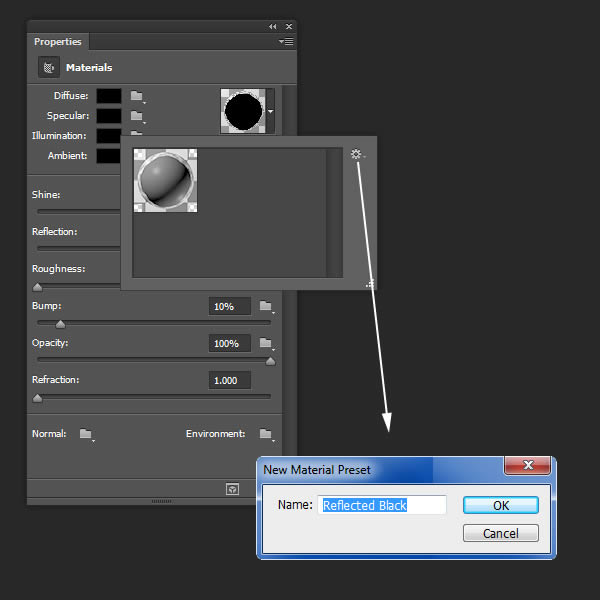 Properties
Materials
Diffuse:
Specular:
Illumination:
Ambient:
Shine:
Reflection:
Roughness:
Bump: 10%
Opacity: 100%
Refraction: 1.000
Normal: Environment:
New Material Preset
Name: Reflected Black OK
Cancel